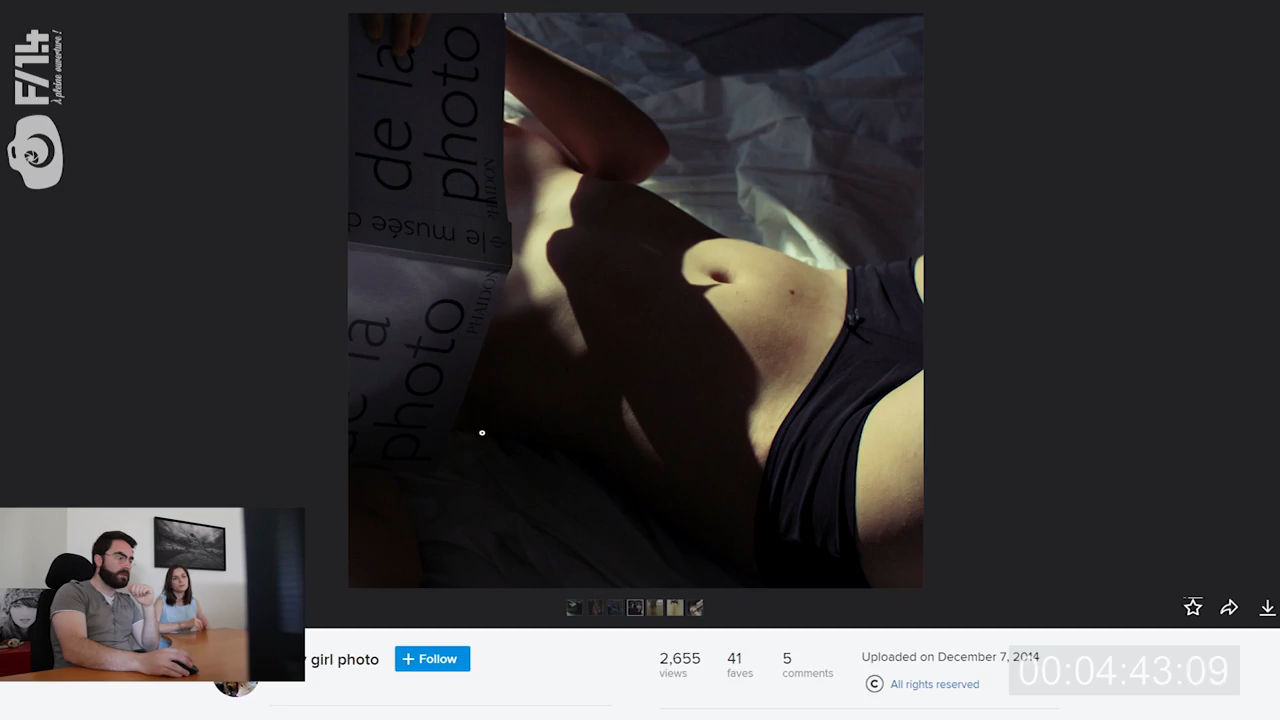 F/1.4
à pleine ouverture !
de la
photo
PHAIDON
le musée d
de la
photo
PHAIDON
girl photo
+ Follow
2,655
views
41
faves
5
comments
Uploaded on December 7, 2014
© All rights reserved
00:04:43:09